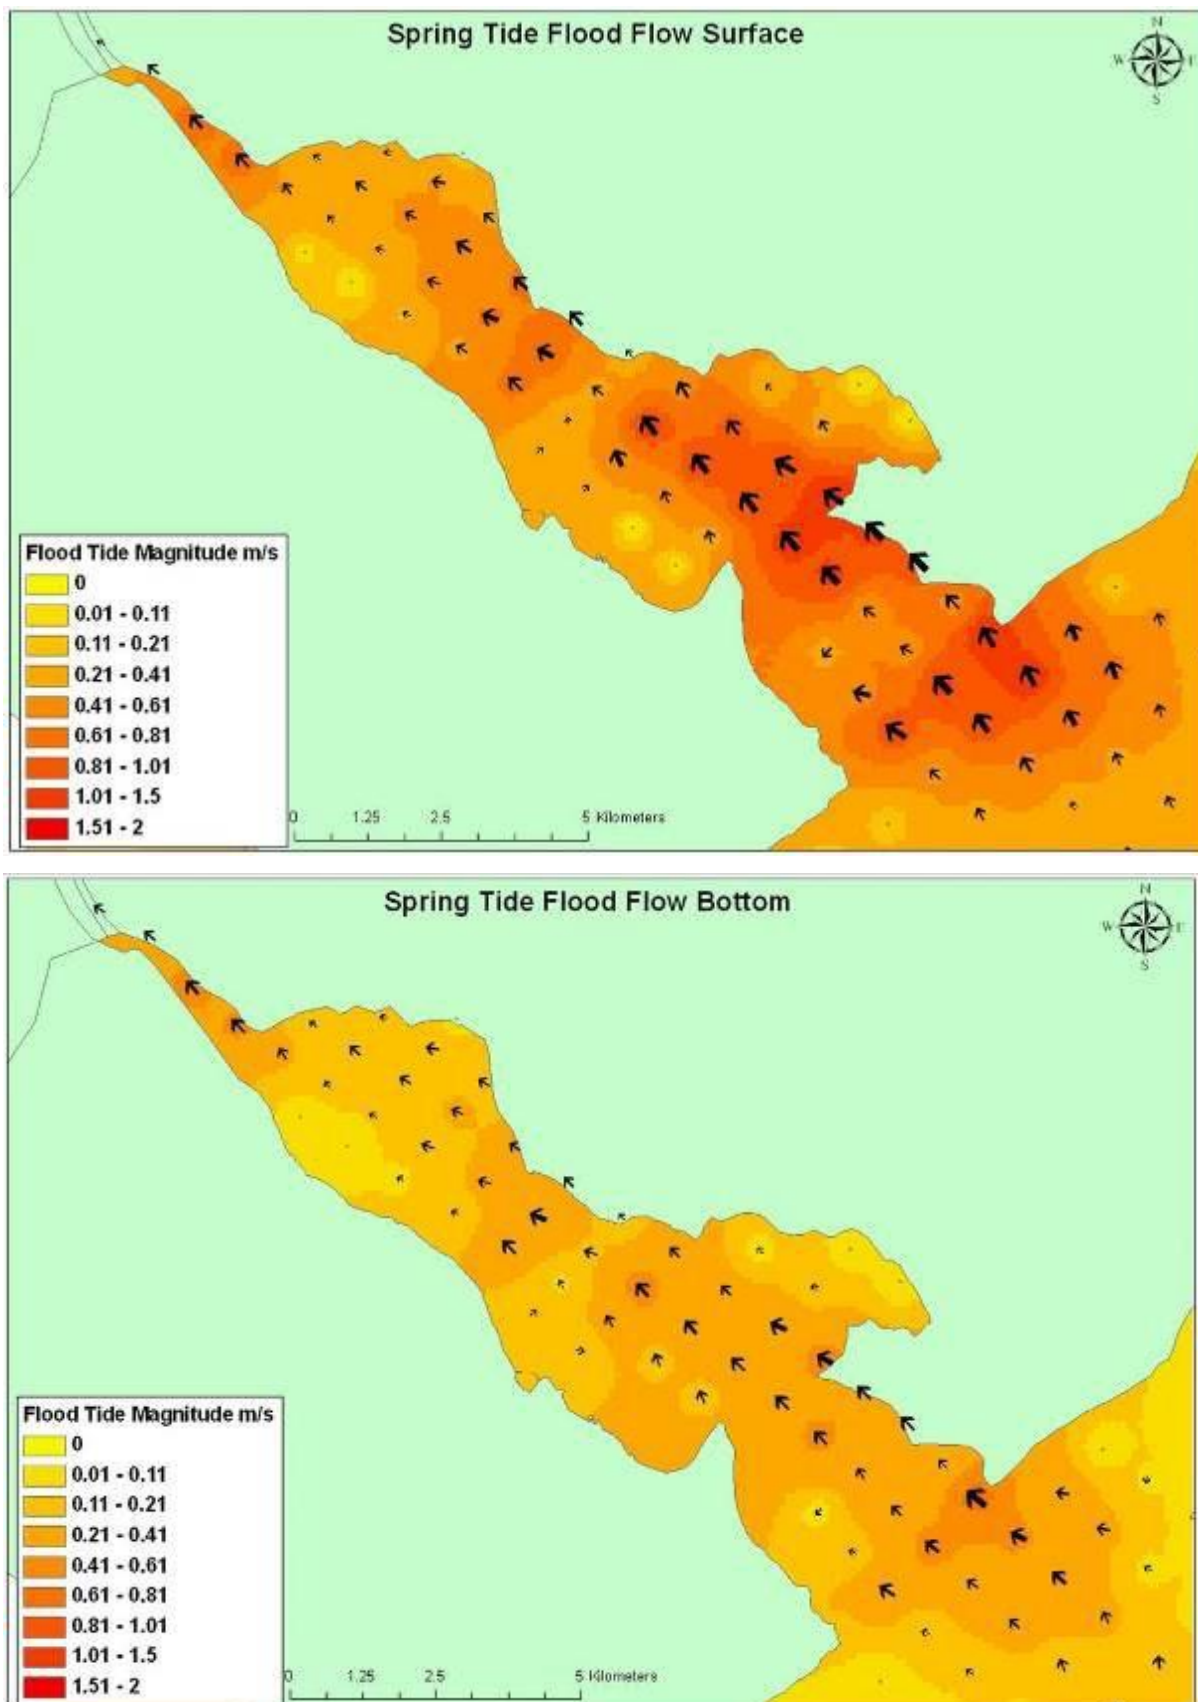 Spring Tide Flood Flow Surface
N
W E
S
Flood Tide Magnitude m/s
0
0.01 - 0.11
0.11 - 0.21
0.21 - 0.41
0.41 - 0.61
0.61 - 0.81
0.81 - 1.01
1.01 - 1.5
1.51 - 2
0 1.25 2.5 5 Kilometers
Spring Tide Flood Flow Bottom
N
W E
S
Flood Tide Magnitude m/s
0
0.01 - 0.11
0.11 - 0.21
0.21 - 0.41
0.41 - 0.61
0.61 - 0.81
0.81 - 1.01
1.01 - 1.5
1.51 - 2
0 1.25 2.5 5 Kilometers